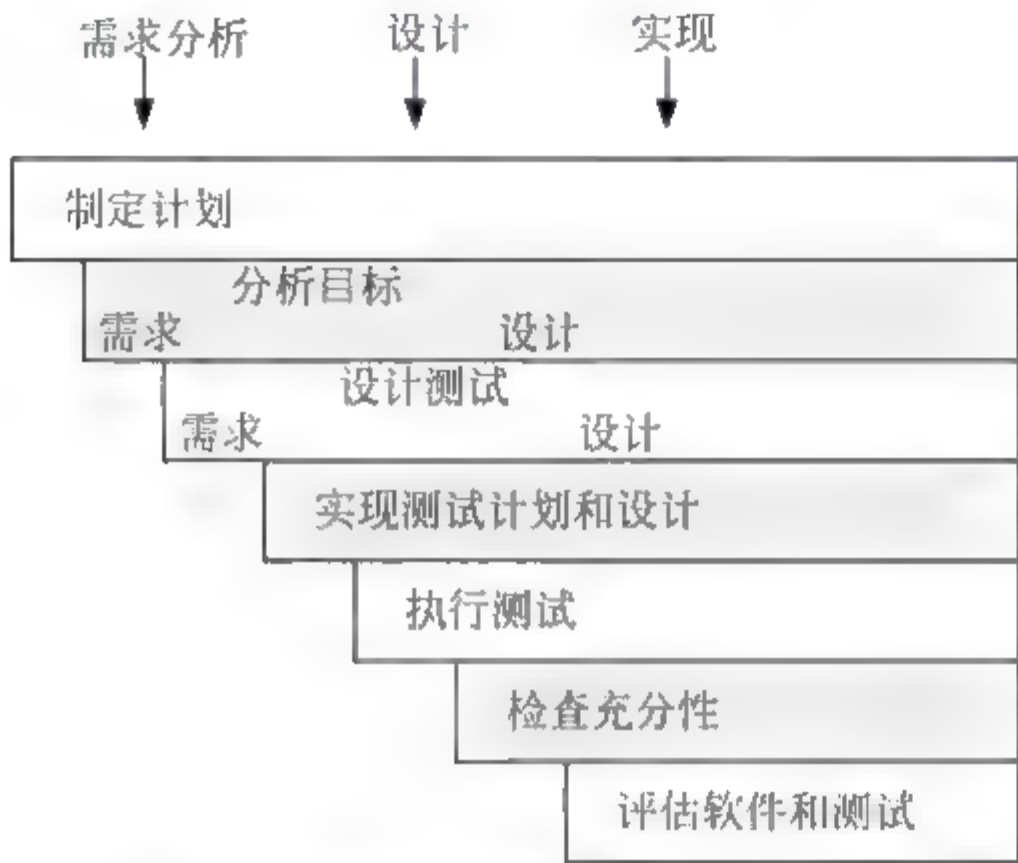 需求分析 设计 实现
制定计划
分析目标
需求 设计
设计测试
需求 设计
实现测试计划和设计
执行测试
检查充分性
评估软件和测试